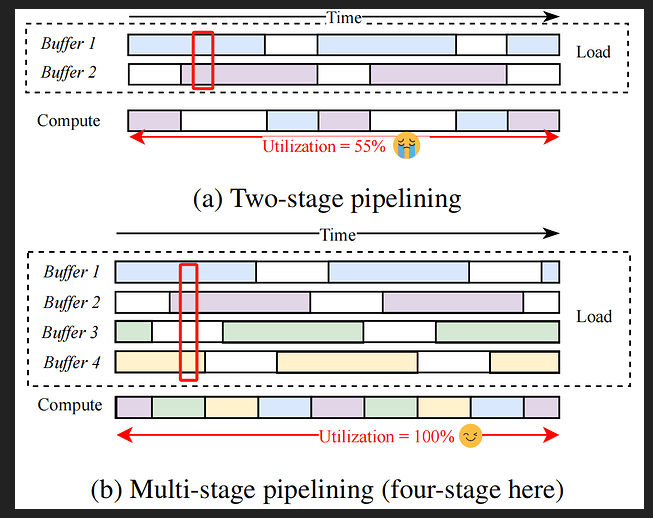 Time
Buffer 1
Buffer 2
Load
Compute
Utilization = 55%
(a) Two-stage pipelining
Time
Buffer 1
Buffer 2
Buffer 3
Buffer 4
Load
Compute
Utilization = 100%
(b) Multi-stage pipelining (four-stage here)